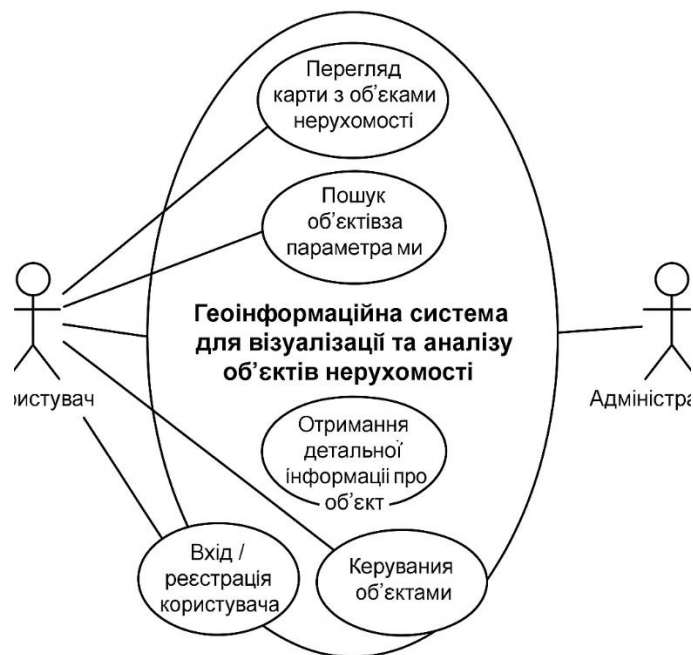 Перегляд
карти з об'єками
нерухомості
Пошук
об'єктівза
параметра ми
Геоінформаційна система
для візуалізації та аналізу
об'єктів нерухомості
ристувач
Адміністра
Отримання
детальної
інформації про
об'єкт
Вхід /
реєстрація
користувача
Керування
об'єктами